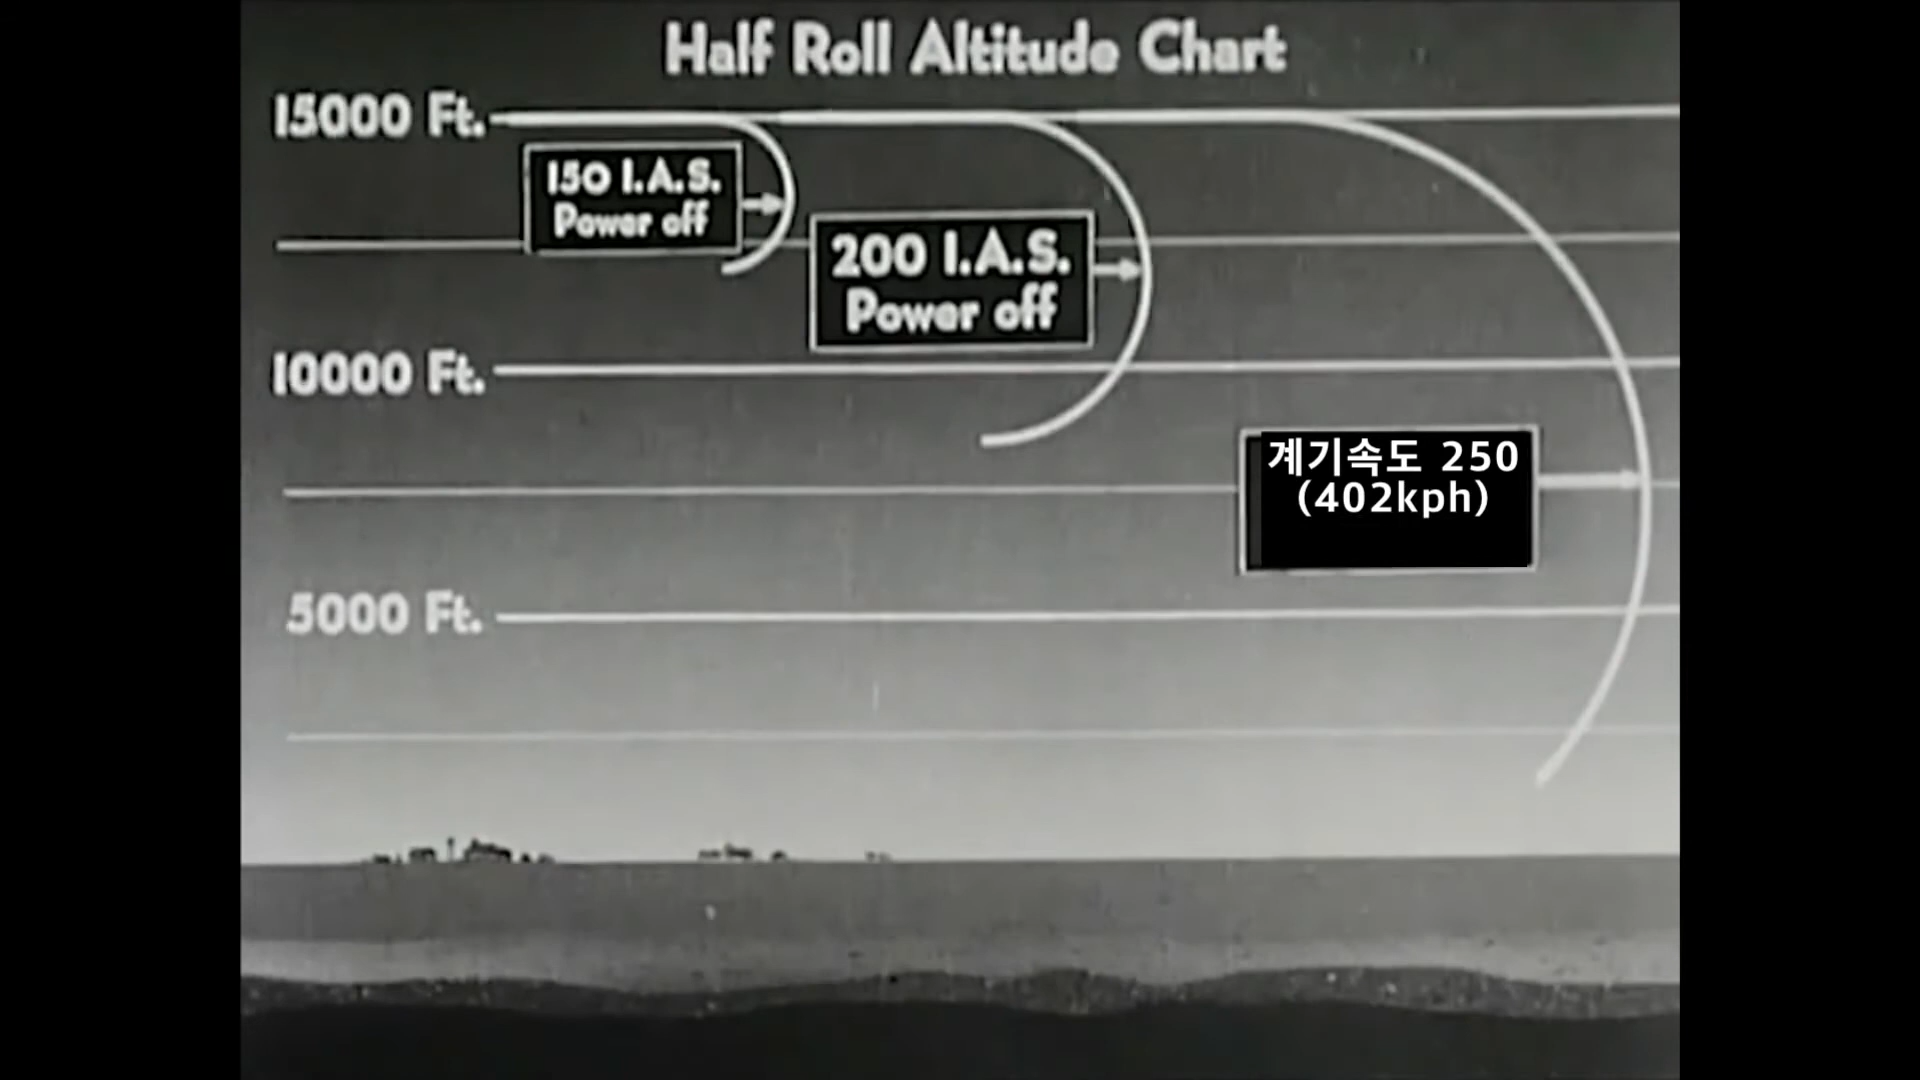 Half Roll Altitude Chart
15000 Ft.
150 I.A.S.
Power off
200 I.A.S.
Power off
10000 Ft.
계기속도 250
(402kph)
5000 Ft.